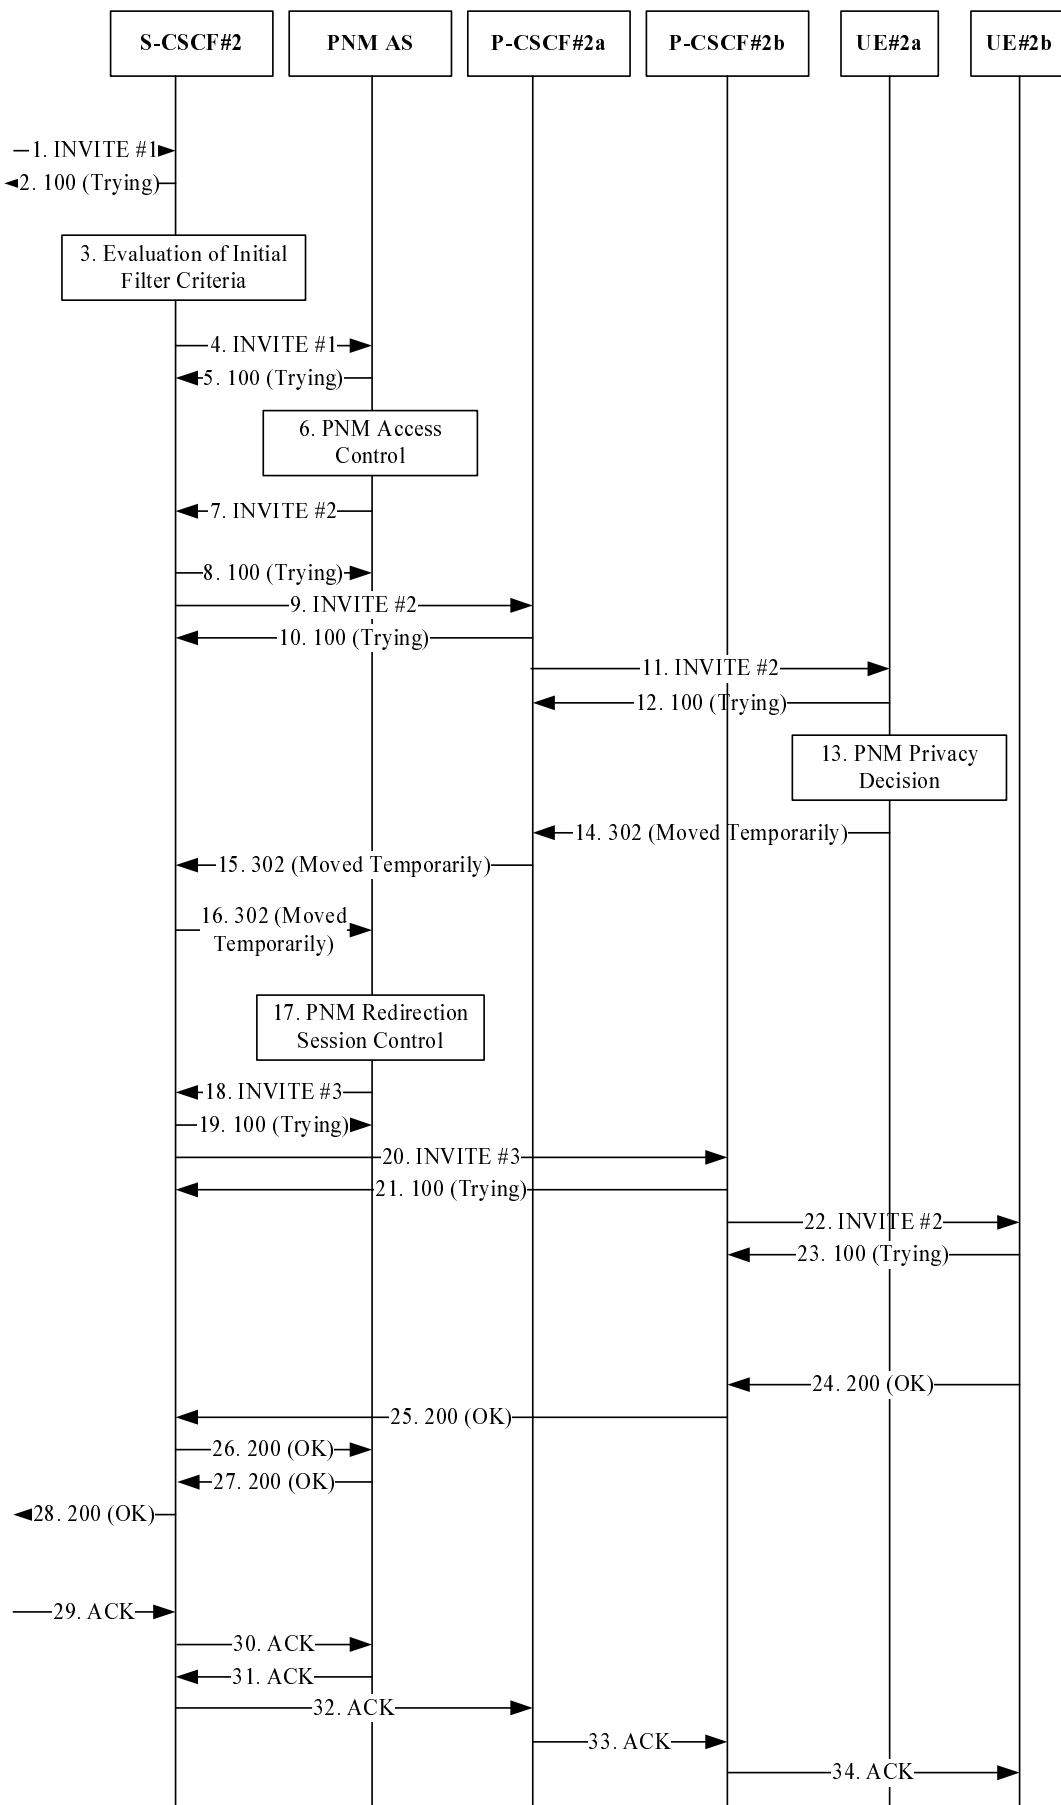 S-CSCF#2 PNM AS P-CSCF#2a P-CSCF#2b UE#2a UE#2b
1. INVITE #1
2. 100 (Trying)
3. Evaluation of Initial
Filter Criteria
4. INVITE #1
5. 100 (Trying)
6. PNM Access
Control
7. INVITE #2
8. 100 (Trying)
9. INVITE #2
10. 100 (Trying)
11. INVITE #2
12. 100 (Trying)
13. PNM Privacy
Decision
14. 302 (Moved Temporarily)
15. 302 (Moved Temporarily)
16. 302 (Moved
Temporarily)
17. PNM Redirection
Session Control
18. INVITE #3
19. 100 (Trying)
20. INVITE #3
21. 100 (Trying)
22. INVITE #2
23. 100 (Trying)
24. 200 (OK)
25. 200 (OK)
26. 200 (OK)
27. 200 (OK)
28. 200 (OK)
29. ACK
30. ACK
31. ACK
32. ACK
33. ACK
34. ACK